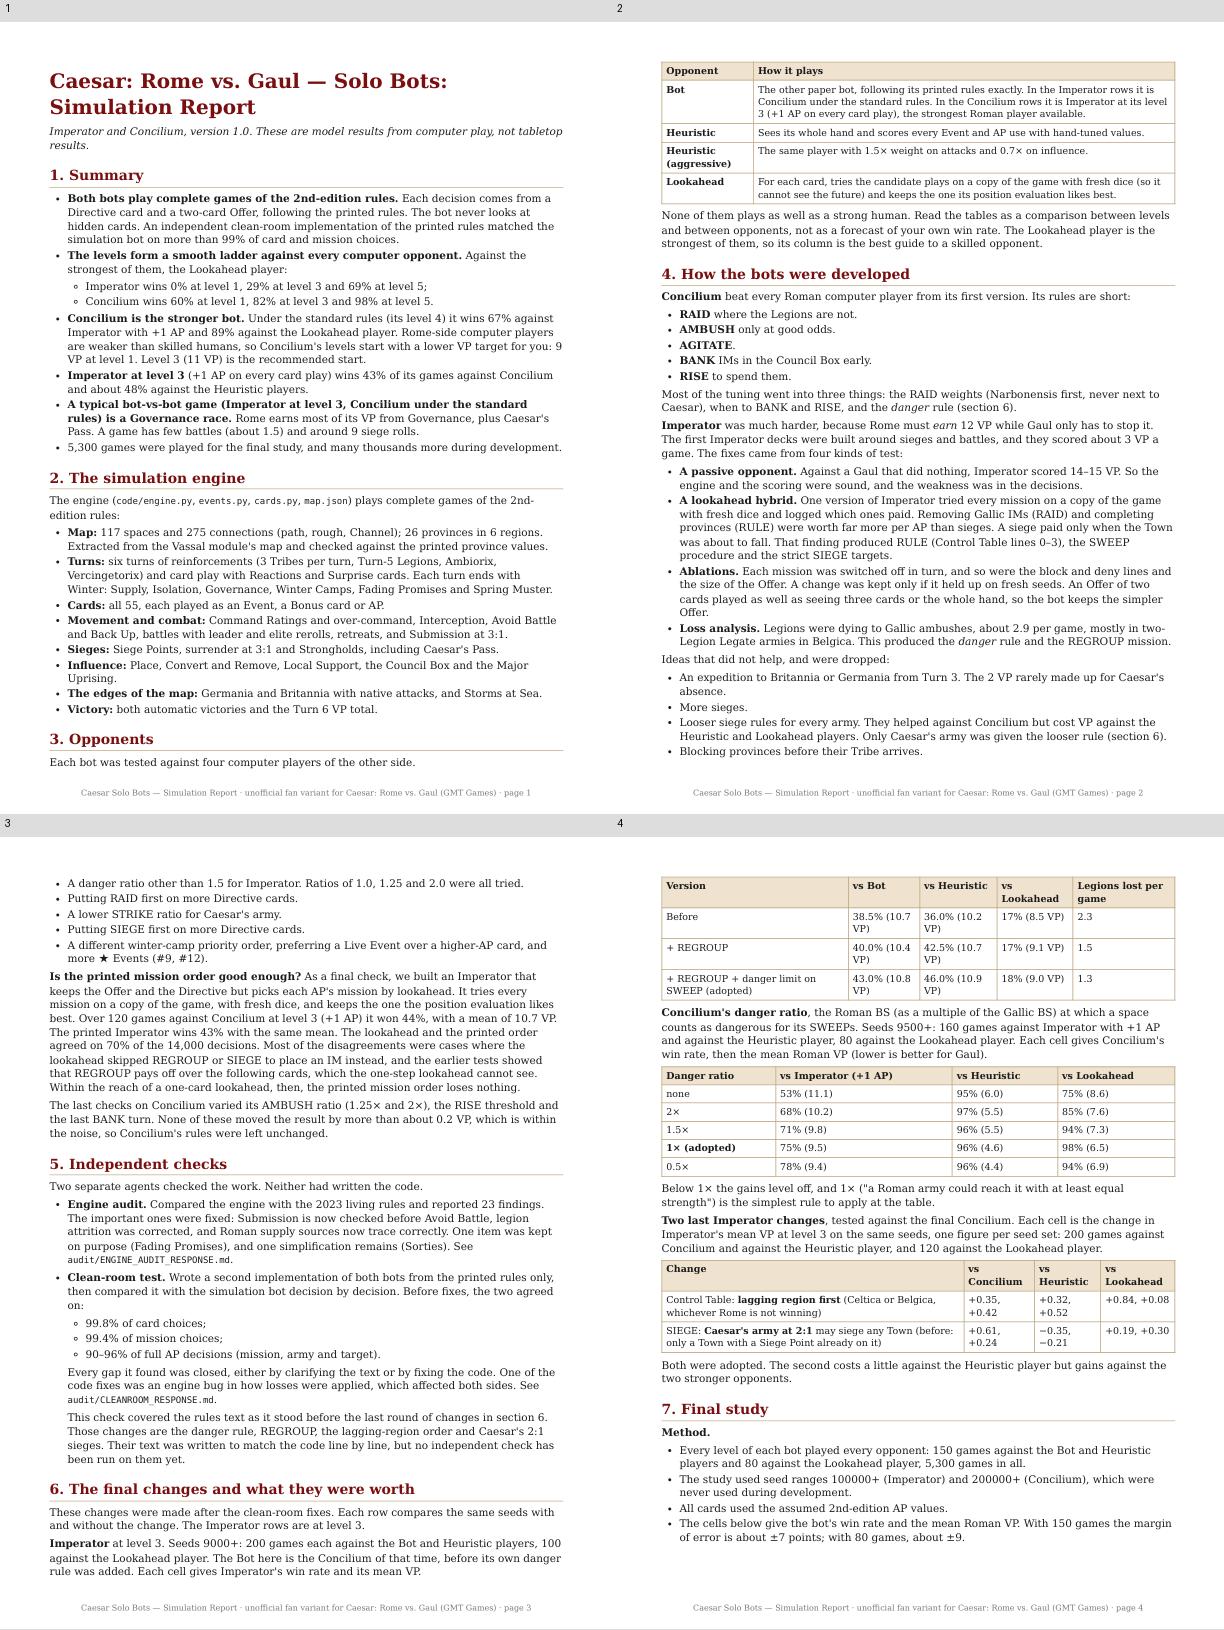 1
Caesar: Rome vs. Gaul — Solo Bots:
Simulation Report
Imperator and Concilium, version 1.0. These are model results from computer play, not tabletop
results.
1. Summary
• Both bots play complete games of the 2nd-edition rules. Each decision comes from a
Directive card and a two-card Offer, following the printed rules. The bot never looks at
hidden cards. An independent clean-room implementation of the printed rules matched the
simulation bot on more than 99% of card and mission choices.
• The levels form a smooth ladder against every computer opponent. Against the
strongest of them, the Lookahead player:
◦ Imperator wins 0% at level 1, 29% at level 3 and 69% at level 5;
◦ Concilium wins 60% at level 1, 82% at level 3 and 98% at level 5.
• Concilium is the stronger bot. Under the standard rules (its level 4) it wins 67% against
Imperator with +1 AP and 89% against the Lookahead player. Rome-side computer players
are weaker than skilled humans, so Concilium's levels start with a lower VP target for you: 9
VP at level 1. Level 3 (11 VP) is the recommended start.
• Imperator at level 3 (+1 AP on every card play) wins 43% of its games against Concilium
and about 48% against the Heuristic players.
• A typical bot-vs-bot game (Imperator at level 3, Concilium under the standard
rules) is a Governance race. Rome earns most of its VP from Governance, plus Caesar's
Pass. A game has few battles (about 1.5) and around 9 siege rolls.
• 5,300 games were played for the final study, and many thousands more during development.
2. The simulation engine
The engine (code/engine.py, events.py, cards.py, map.json) plays complete games of the 2nd-
edition rules:
• Map: 117 spaces and 275 connections (path, rough, Channel); 26 provinces in 6 regions.
Extracted from the Vassal module's map and checked against the printed province values.
• Turns: six turns of reinforcements (3 Tribes per turn, Turn-5 Legions, Ambiorix,
Vercingetorix) and card play with Reactions and Surprise cards. Each turn ends with
Winter: Supply, Isolation, Governance, Winter Camps, Fading Promises and Spring Muster.
• Cards: all 55, each played as an Event, a Bonus card or AP.
• Movement and combat: Command Ratings and over-command, Interception, Avoid Battle
and Back Up, battles with leader and elite rerolls, retreats, and Submission at 3:1.
• Sieges: Siege Points, surrender at 3:1 and Strongholds, including Caesar's Pass.
• Influence: Place, Convert and Remove, Local Support, the Council Box and the Major
Uprising.
• The edges of the map: Germania and Britannia with native attacks, and Storms at Sea.
• Victory: both automatic victories and the Turn 6 VP total.
3. Opponents
Each bot was tested against four computer players of the other side.
Caesar Solo Bots — Simulation Report · unofficial fan variant for Caesar: Rome vs. Gaul (GMT Games) · page 1
2
Opponent How it plays
Bot The other paper bot, following its printed rules exactly. In the Imperator rows it is
Concilium under the standard rules. In the Concilium rows it is Imperator at its level
3 (+1 AP on every card play), the strongest Roman player available.
Heuristic Sees its whole hand and scores every Event and AP use with hand-tuned values.
Heuristic The same player with 1.5× weight on attacks and 0.7× on influence.
(aggressive)
Lookahead For each card, tries the candidate plays on a copy of the game with fresh dice (so it
cannot see the future) and keeps the one its position evaluation likes best.
None of them plays as well as a strong human. Read the tables as a comparison between levels
and between opponents, not as a forecast of your own win rate. The Lookahead player is the
strongest of them, so its column is the best guide to a skilled opponent.
4. How the bots were developed
Concilium beat every Roman computer player from its first version. Its rules are short:
• RAID where the Legions are not.
• AMBUSH only at good odds.
• AGITATE.
• BANK IMs in the Council Box early.
• RISE to spend them.
Most of the tuning went into three things: the RAID weights (Narbonensis first, never next to
Caesar), when to BANK and RISE, and the danger rule (section 6).
Imperator was much harder, because Rome must earn 12 VP while Gaul only has to stop it.
The first Imperator decks were built around sieges and battles, and they scored about 3 VP a
game. The fixes came from four kinds of test:
• A passive opponent. Against a Gaul that did nothing, Imperator scored 14–15 VP. So the
engine and the scoring were sound, and the weakness was in the decisions.
• A lookahead hybrid. One version of Imperator tried every mission on a copy of the game
with fresh dice and logged which ones paid. Removing Gallic IMs (RAID) and completing
provinces (RULE) were worth far more per AP than sieges. A siege paid only when the Town
was about to fall. That finding produced RULE (Control Table lines 0–3), the SWEEP
procedure and the strict SIEGE targets.
• Ablations. Each mission was switched off in turn, and so were the block and deny lines and
the size of the Offer. A change was kept only if it held up on fresh seeds. An Offer of two
cards played as well as seeing three cards or the whole hand, so the bot keeps the simpler
Offer.
• Loss analysis. Legions were dying to Gallic ambushes, about 2.9 per game, mostly in two-
Legion Legate armies in Belgica. This produced the danger rule and the REGROUP mission.
Ideas that did not help, and were dropped:
• An expedition to Britannia or Germania from Turn 3. The 2 VP rarely made up for Caesar's
absence.
• More sieges.
• Looser siege rules for every army. They helped against Concilium but cost VP against the
Heuristic and Lookahead players. Only Caesar's army was given the looser rule (section 6).
• Blocking provinces before their Tribe arrives.
Caesar Solo Bots — Simulation Report · unofficial fan variant for Caesar: Rome vs. Gaul (GMT Games) · page 2
3
• A danger ratio other than 1.5 for Imperator. Ratios of 1.0, 1.25 and 2.0 were all tried.
• Putting RAID first on more Directive cards.
• A lower STRIKE ratio for Caesar's army.
• Putting SIEGE first on more Directive cards.
• A different winter-camp priority order, preferring a Live Event over a higher-AP card, and
more ★ Events (#9, #12).
Is the printed mission order good enough? As a final check, we built an Imperator that
keeps the Offer and the Directive but picks each AP's mission by lookahead. It tries every
mission on a copy of the game, with fresh dice, and keeps the one the position evaluation likes
best. Over 120 games against Concilium at level 3 (+1 AP) it won 44%, with a mean of 10.7 VP.
The printed Imperator wins 43% with the same mean. The lookahead and the printed order
agreed on 70% of the 14,000 decisions. Most of the disagreements were cases where the
lookahead skipped REGROUP or SIEGE to place an IM instead, and the earlier tests showed
that REGROUP pays off over the following cards, which the one-step lookahead cannot see.
Within the reach of a one-card lookahead, then, the printed mission order loses nothing.
The last checks on Concilium varied its AMBUSH ratio (1.25× and 2×), the RISE threshold and
the last BANK turn. None of these moved the result by more than about 0.2 VP, which is within
the noise, so Concilium's rules were left unchanged.
5. Independent checks
Two separate agents checked the work. Neither had written the code.
• Engine audit. Compared the engine with the 2023 living rules and reported 23 findings.
The important ones were fixed: Submission is now checked before Avoid Battle, legion
attrition was corrected, and Roman supply sources now trace correctly. One item was kept
on purpose (Fading Promises), and one simplification remains (Sorties). See
audit/ENGINE_AUDIT_RESPONSE.md.
• Clean-room test. Wrote a second implementation of both bots from the printed rules only,
then compared it with the simulation bot decision by decision. Before fixes, the two agreed
on:
◦ 99.8% of card choices;
◦ 99.4% of mission choices;
◦ 90–96% of full AP decisions (mission, army and target).
Every gap it found was closed, either by clarifying the text or by fixing the code. One of the
code fixes was an engine bug in how losses were applied, which affected both sides. See
audit/CLEANROOM_RESPONSE.md.
This check covered the rules text as it stood before the last round of changes in section 6.
Those changes are the danger rule, REGROUP, the lagging-region order and Caesar's 2:1
sieges. Their text was written to match the code line by line, but no independent check has
been run on them yet.
6. The final changes and what they were worth
These changes were made after the clean-room fixes. Each row compares the same seeds with
and without the change. The Imperator rows are at level 3.
Imperator at level 3. Seeds 9000+: 200 games each against the Bot and Heuristic players, 100
against the Lookahead player. The Bot here is the Concilium of that time, before its own danger
rule was added. Each cell gives Imperator's win rate and its mean VP.
Caesar Solo Bots — Simulation Report · unofficial fan variant for Caesar: Rome vs. Gaul (GMT Games) · page 3
4
Version vs Bot vs Heuristic vs Lookahead Legions lost per game
Before 38.5% (10.7 VP) 36.0% (10.2 VP) 17% (8.5 VP) 2.3
+ REGROUP 40.0% (10.4 VP) 42.5% (10.7 VP) 17% (9.1 VP) 1.5
+ REGROUP + danger limit on SWEEP (adopted) 43.0% (10.8 VP) 46.0% (10.9 VP) 18% (9.0 VP) 1.3
Concilium's danger ratio, the Roman BS (as a multiple of the Gallic BS) at which a space
counts as dangerous for its SWEEPs. Seeds 9500+: 160 games against Imperator with +1 AP
and against the Heuristic player, 80 against the Lookahead player. Each cell gives Concilium's
win rate, then the mean Roman VP (lower is better for Gaul).
Danger ratio vs Imperator (+1 AP) vs Heuristic vs Lookahead
none 53% (11.1) 95% (6.0) 75% (8.6)
2× 68% (10.2) 97% (5.5) 85% (7.6)
1.5× 71% (9.8) 96% (5.5) 94% (7.3)
1× (adopted) 75% (9.5) 96% (4.6) 98% (6.5)
0.5× 78% (9.4) 96% (4.4) 94% (6.9)
Below 1× the gains level off, and 1× ("a Roman army could reach it with at least equal
strength") is the simplest rule to apply at the table.
Two last Imperator changes, tested against the final Concilium. Each cell is the change in
Imperator's mean VP at level 3 on the same seeds, one figure per seed set: 200 games against
Concilium and against the Heuristic player, and 120 against the Lookahead player.
Change vs Concilium vs Heuristic vs Lookahead
Control Table: lagging region first (Celtica or Belgica, whichever Rome is not winning) +0.35, +0.42 +0.32, +0.52 +0.84, +0.08
SIEGE: Caesar's army at 2:1 may siege any Town (before: only a Town with a Siege Point already on it) +0.61, +0.24 −0.35, −0.21 +0.19, +0.30
Both were adopted. The second costs a little against the Heuristic player but gains against the
two stronger opponents.
7. Final study
Method.
• Every level of each bot played every opponent: 150 games against the Bot and Heuristic
players and 80 against the Lookahead player, 5,300 games in all.
• The study used seed ranges 100000+ (Imperator) and 200000+ (Concilium), which were
never used during development.
• All cards used the assumed 2nd-edition AP values.
• The cells below give the bot's win rate and the mean Roman VP. With 150 games the margin
of error is about ±7 points; with 80 games, about ±9.
Caesar Solo Bots — Simulation Report · unofficial fan variant for Caesar: Rome vs. Gaul (GMT Games) · page 4